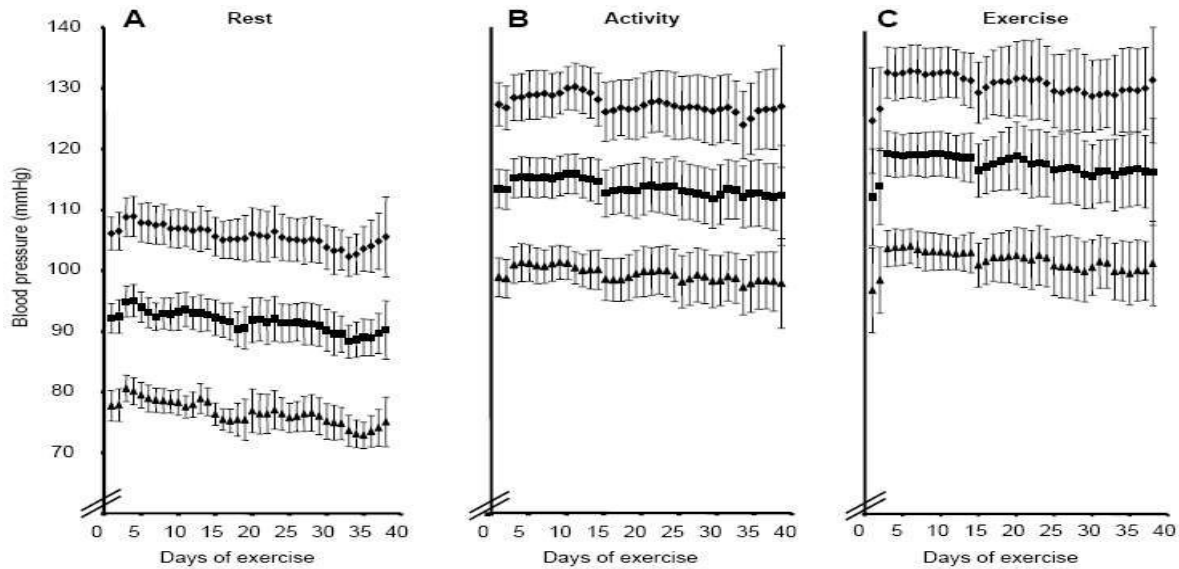 A Rest
B Activity
C Exercise
Blood pressure (mmHg)
140
130
120
110
100
90
80
70
0 5 10 15 20 25 30 35 40
0 5 10 15 20 25 30 35 40
0 5 10 15 20 25 30 35 40
Days of exercise
Days of exercise
Days of exercise